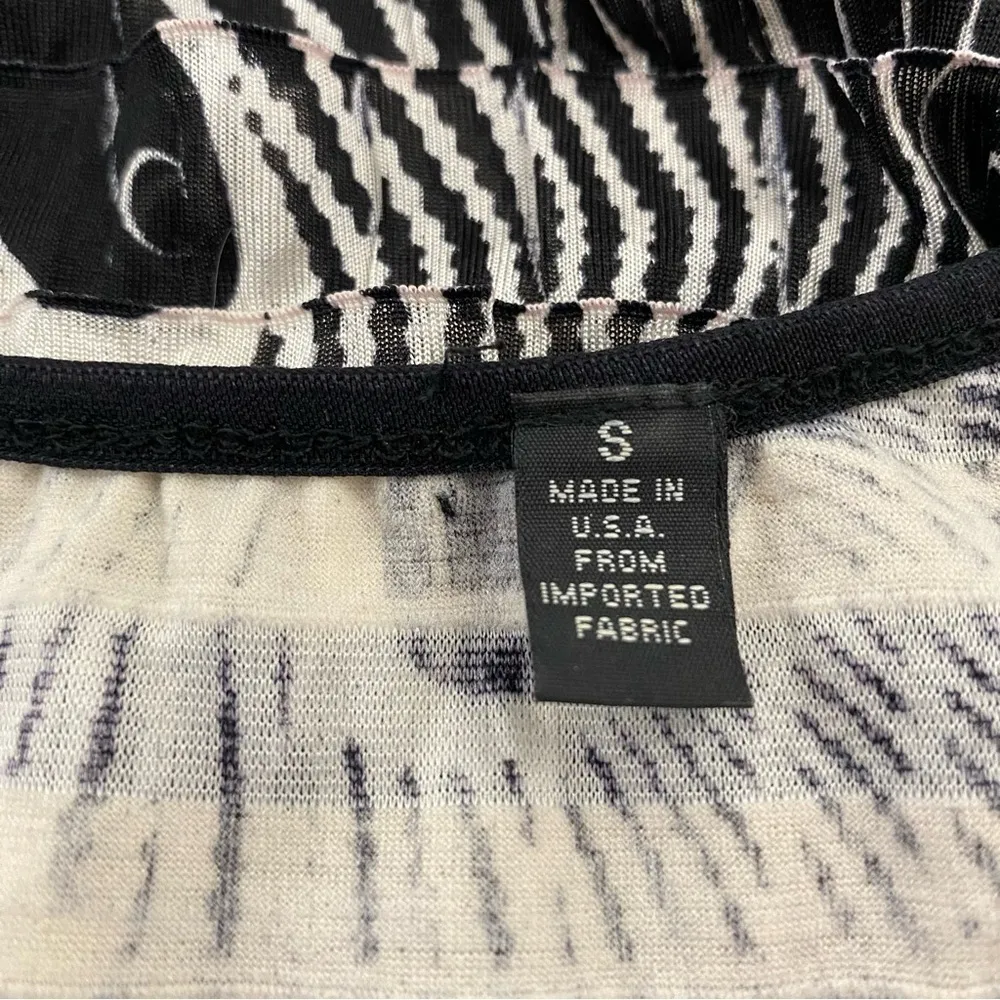 S
MADE IN
U.S.A.
FROM
IMPORTED
FABRIC